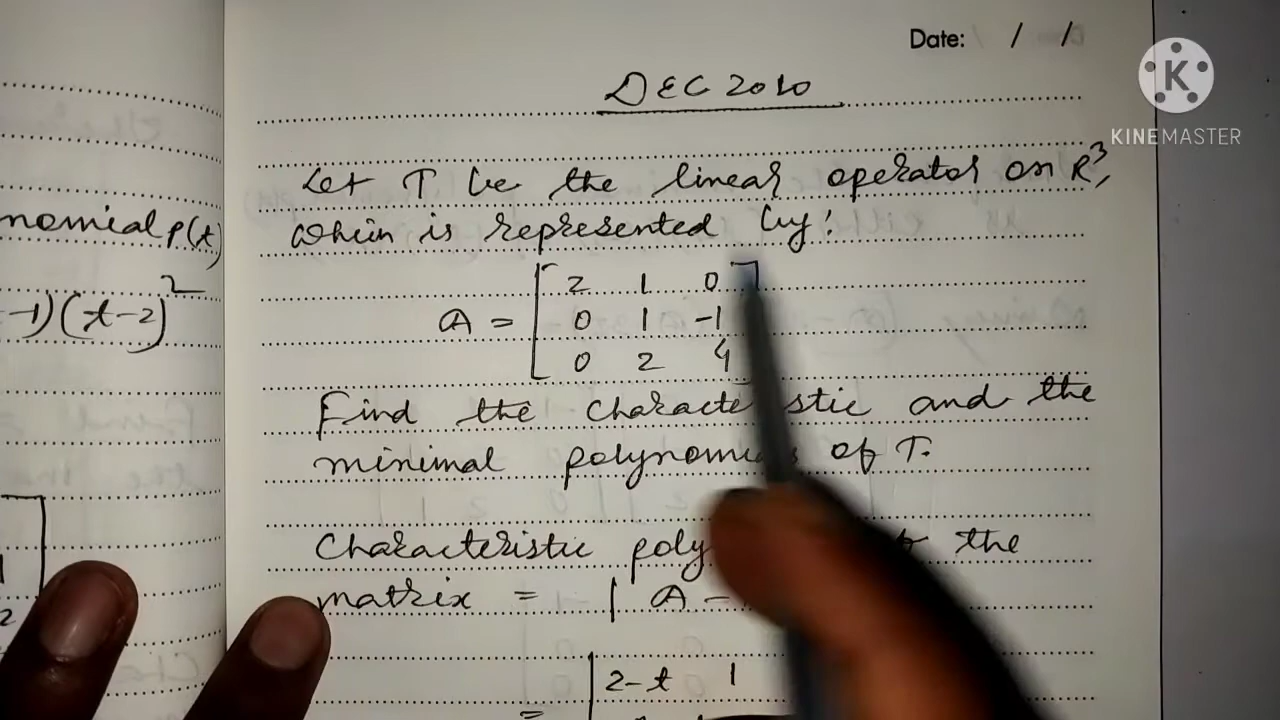 Date: / /
KINEMASTER
DEC 2010
Let T be the linear operator on R³,
which is represented by:
nomial p(t)
-1)(t-2)²
A = [ 2 1 0 ]
0 1 -1
0 2 4
Find the characteristic and the
minimal of T.
Characteristic the
matrix = | A -
2-t 1
=